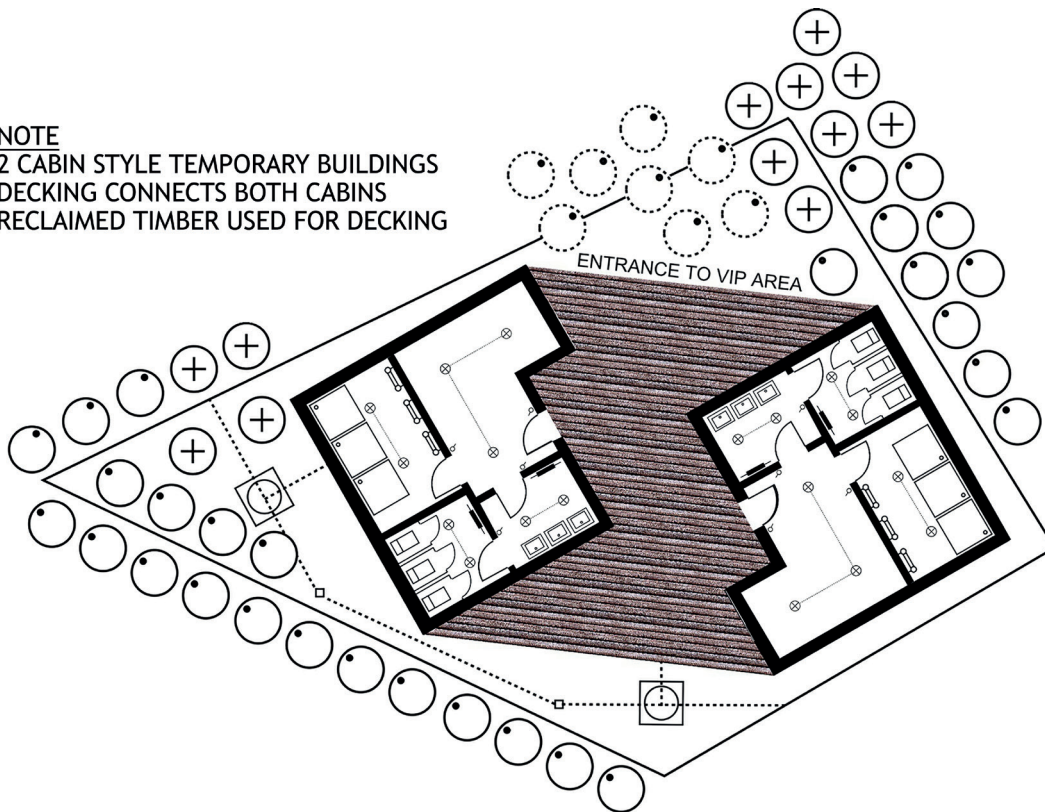 NOTE
2 CABIN STYLE TEMPORARY BUILDINGS
DECKING CONNECTS BOTH CABINS
RECLAIMED TIMBER USED FOR DECKING
ENTRANCE TO VIP AREA